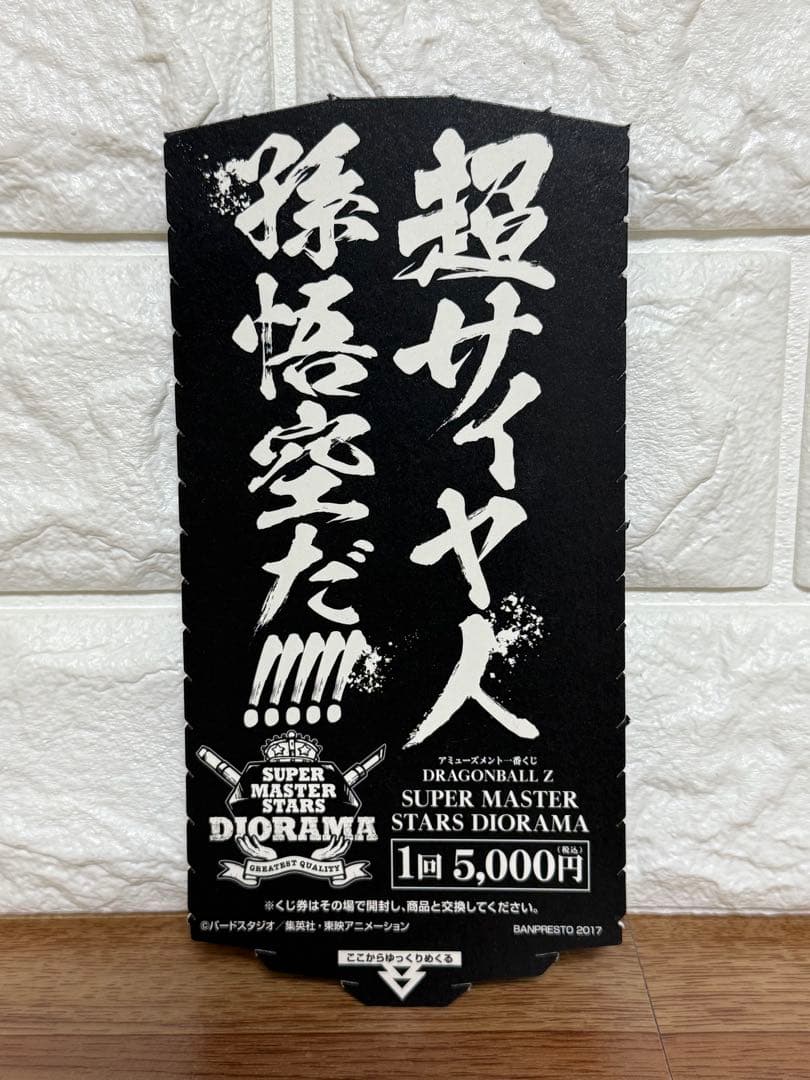 超サイヤ人
孫悟空だ!!!!!
SUPER
MASTER
STARS
DIORAMA
GREATEST QUALITY
アミューズメント一番くじ
DRAGONBALL Z
SUPER MASTER
STARS DIORAMA
1回 5,000円(税込)
※くじ券はその場で開封し、商品と交換してください。
©バードスタジオ/集英社・東映アニメーション
BANPRESTO 2017
ここからゆっくりめくる